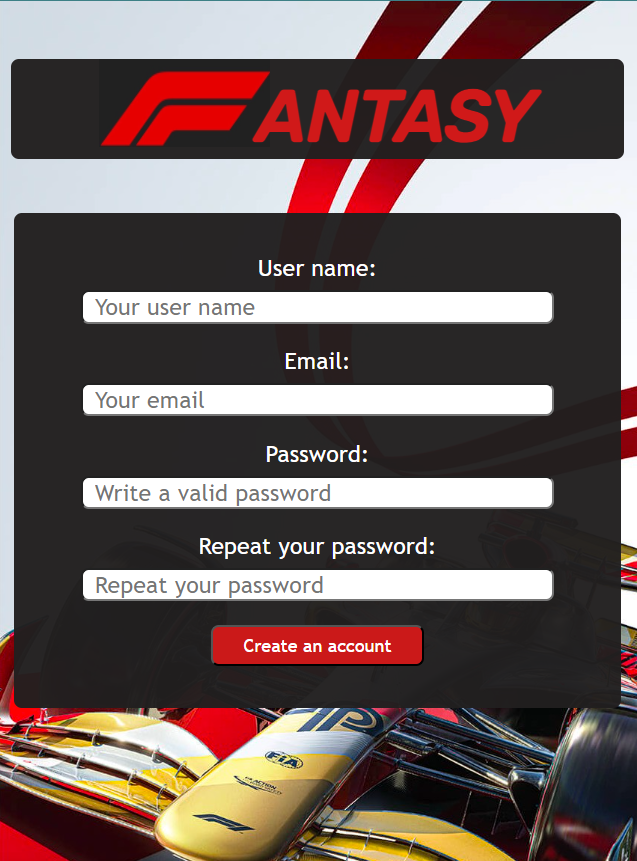 FANTASY
User name:
Your user name
Email:
Your email
Password:
Write a valid password
Repeat your password:
Repeat your password
Create an account
FIA
F1